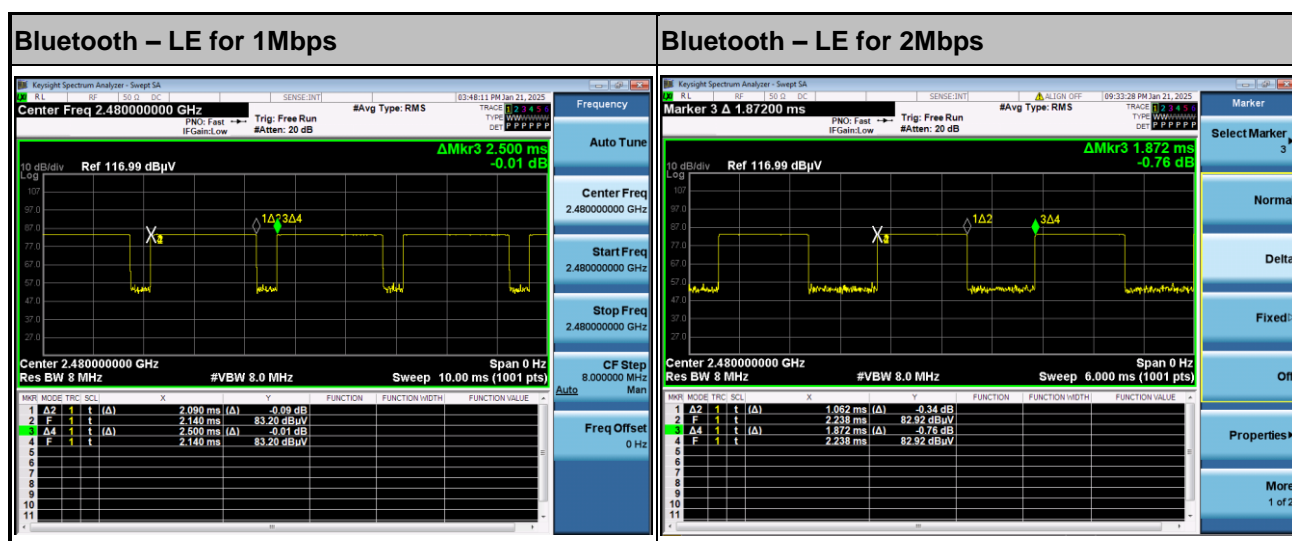 Bluetooth – LE for 1Mbps
Keysight Spectrum Analyzer - Swept SA
RL RF 50 Ω DC SENSE:INT 03:48:11 PM Jan 21, 2025
Center Freq 2.480000000 GHz #Avg Type: RMS TRACE 1 2 3 4 5 6
PNO: Fast Trig: Free Run TYPE WWWWWW
IFGain:Low #Atten: 20 dB DET P P P P P P
ΔMkr3 2.500 ms
-0.01 dB
10 dB/div Ref 116.99 dBµV
Log
107
97.0
87.0
77.0
67.0
57.0
47.0
37.0
27.0
1Δ2 3Δ4
Center 2.480000000 GHz Span 0 Hz
Res BW 8 MHz #VBW 8.0 MHz Sweep 10.00 ms (1001 pts)
MKR MODE TRC SCL X Y FUNCTION FUNCTION WIDTH FUNCTION VALUE
1 Δ2 1 t (Δ) 2.090 ms (Δ) -0.09 dB
2 F 1 t 2.140 ms 83.20 dBµV
3 Δ4 1 t (Δ) 2.500 ms (Δ) -0.01 dB
4 F 1 t 2.140 ms 83.20 dBµV
5
6
7
8
9
10
11
Frequency
Auto Tune
Center Freq
2.480000000 GHz
Start Freq
2.480000000 GHz
Stop Freq
2.480000000 GHz
CF Step
8.000000 MHz
Auto Man
Freq Offset
0 Hz
Bluetooth – LE for 2Mbps
Keysight Spectrum Analyzer - Swept SA
RL RF 50 Ω DC SENSE:INT ALIGN OFF 09:33:28 PM Jan 21, 2025
Marker 3 Δ 1.87200 ms #Avg Type: RMS TRACE 1 2 3 4 5 6
PNO: Fast Trig: Free Run TYPE WWWWWW
IFGain:Low #Atten: 20 dB DET P P P P P P
ΔMkr3 1.872 ms
-0.76 dB
10 dB/div Ref 116.99 dBµV
Log
107
97.0
87.0
77.0
67.0
57.0
47.0
37.0
27.0
1Δ2 3Δ4
Center 2.480000000 GHz Span 0 Hz
Res BW 8 MHz #VBW 8.0 MHz Sweep 6.000 ms (1001 pts)
MKR MODE TRC SCL X Y FUNCTION FUNCTION WIDTH FUNCTION VALUE
1 Δ2 1 t (Δ) 1.062 ms (Δ) -0.34 dB
2 F 1 t 2.238 ms 82.92 dBµV
3 Δ4 1 t (Δ) 1.872 ms (Δ) -0.76 dB
4 F 1 t 2.238 ms 82.92 dBµV
5
6
7
8
9
10
11
Marker
Select Marker
3
Norma
Delta
Fixed
Off
Properties
More
1 of 2